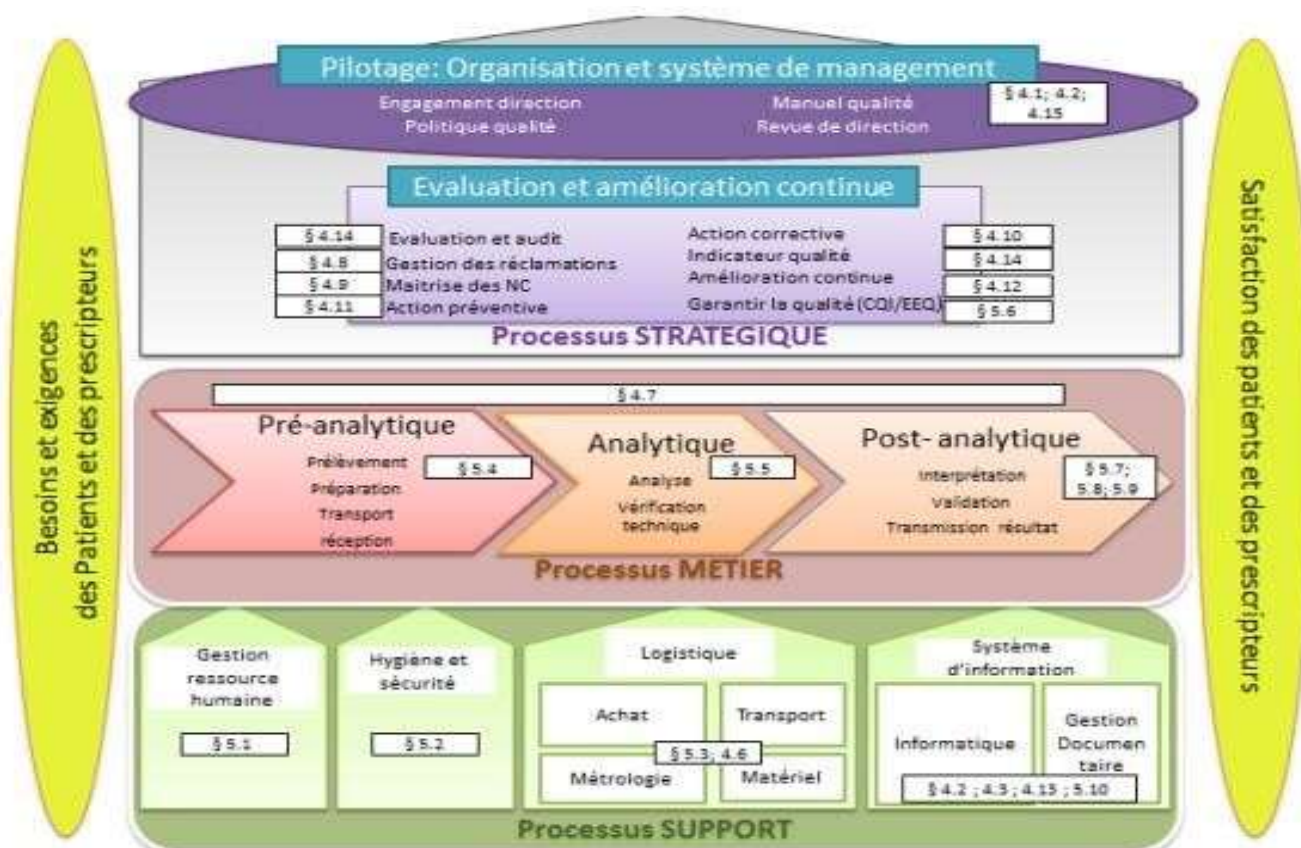 Besoins et exigences
des Patients et des prescripteurs
Pilotage: Organisation et système de management
Engagement direction
Politique qualité
Manuel qualité
Revue de direction
§ 4.1; 4.2;
4.15
Evaluation et amélioration continue
§ 4.14
Evaluation et audit
§ 4.8
Gestion des réclamations
§ 4.9
Maitrise des NC
§ 4.11
Action préventive
Action corrective
§ 4.10
Indicateur qualité
§ 4.14
Amélioration continue
§ 4.12
Garantir la qualité (CQI/EEQ)
§ 5.6
Processus STRATEGIQUE
§ 4.7
Pré-analytique
Prélèvement
Préparation
Transport
réception
§ 5.4
Analytique
Analyse
Vérification
technique
§ 5.5
Post- analytique
Interprétation
Validation
Transmission résultat
§ 5.7;
5.8; 5.9
Processus METIER
Gestion
ressource
humaine
§ 5.1
Hygiène et
sécurité
§ 5.2
Logistique
Achat
Transport
§ 5.3; 4.6
Métrologie
Matériel
Système
d'information
Informatique
Gestion
Documen
taire
§ 4.2 ; 4.3 ; 4.13 ; 5.10
Processus SUPPORT
Satisfaction des patients et des prescripteurs